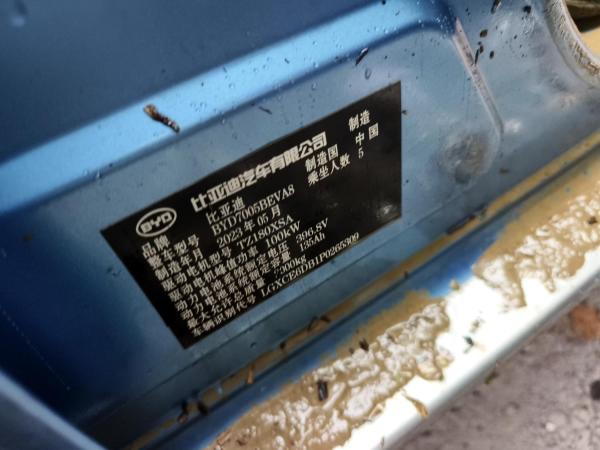 BYD 比亚迪汽车有限公司 制造
品牌 比亚迪 制造国 中国
整车型号 BYD7005BEVA8 乘坐人数 5
制造年月 2023年05月
驱动电机型号 TZ180XSA
驱动电机峰值功率 100kW
动力电池系统额定电压 306.8V
动力电池系统额定容量 135Ah
最大允许总质量
车辆识别代号 LGXCE6DB1P0265309